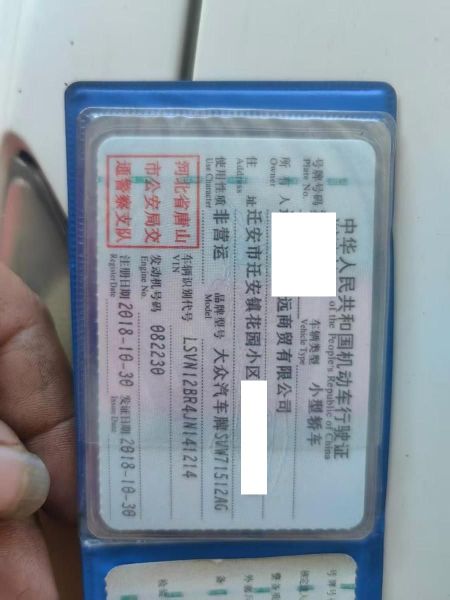 中华人民共和国机动车行驶证
of the People's Republic of China
号牌号码
Plate No.
车辆类型 小型轿车
Vehicle Type
所有人
Owner
远商贸有限公司
住址 迁安市迁安镇花园小区
Address
使用性质 非营运
Use Character
品牌型号 大众汽车牌SVW71512AG
Model
河北省唐山
市公安局交
通警察支队
车辆识别代号 LSVN12BR4JN141214
VIN
发动机号码 082230
Engine No.
注册日期 2018-10-30
Register Date
发证日期 2018-10-30
Issue Date
号牌号